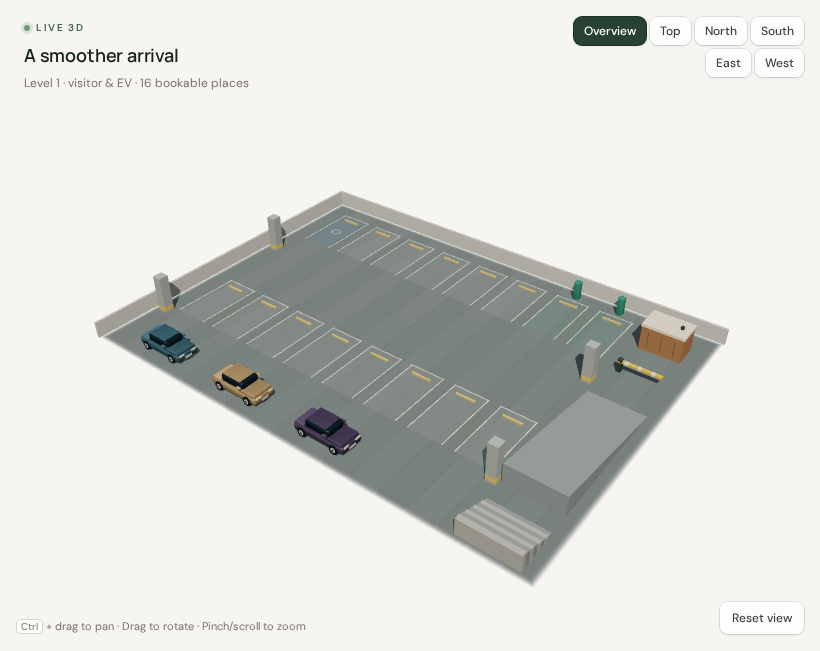 LIVE 3D
A smoother arrival
Level 1 · visitor & EV · 16 bookable places
Overview
Top
North
South
East
West
Ctrl + drag to pan · Drag to rotate · Pinch/scroll to zoom
Reset view